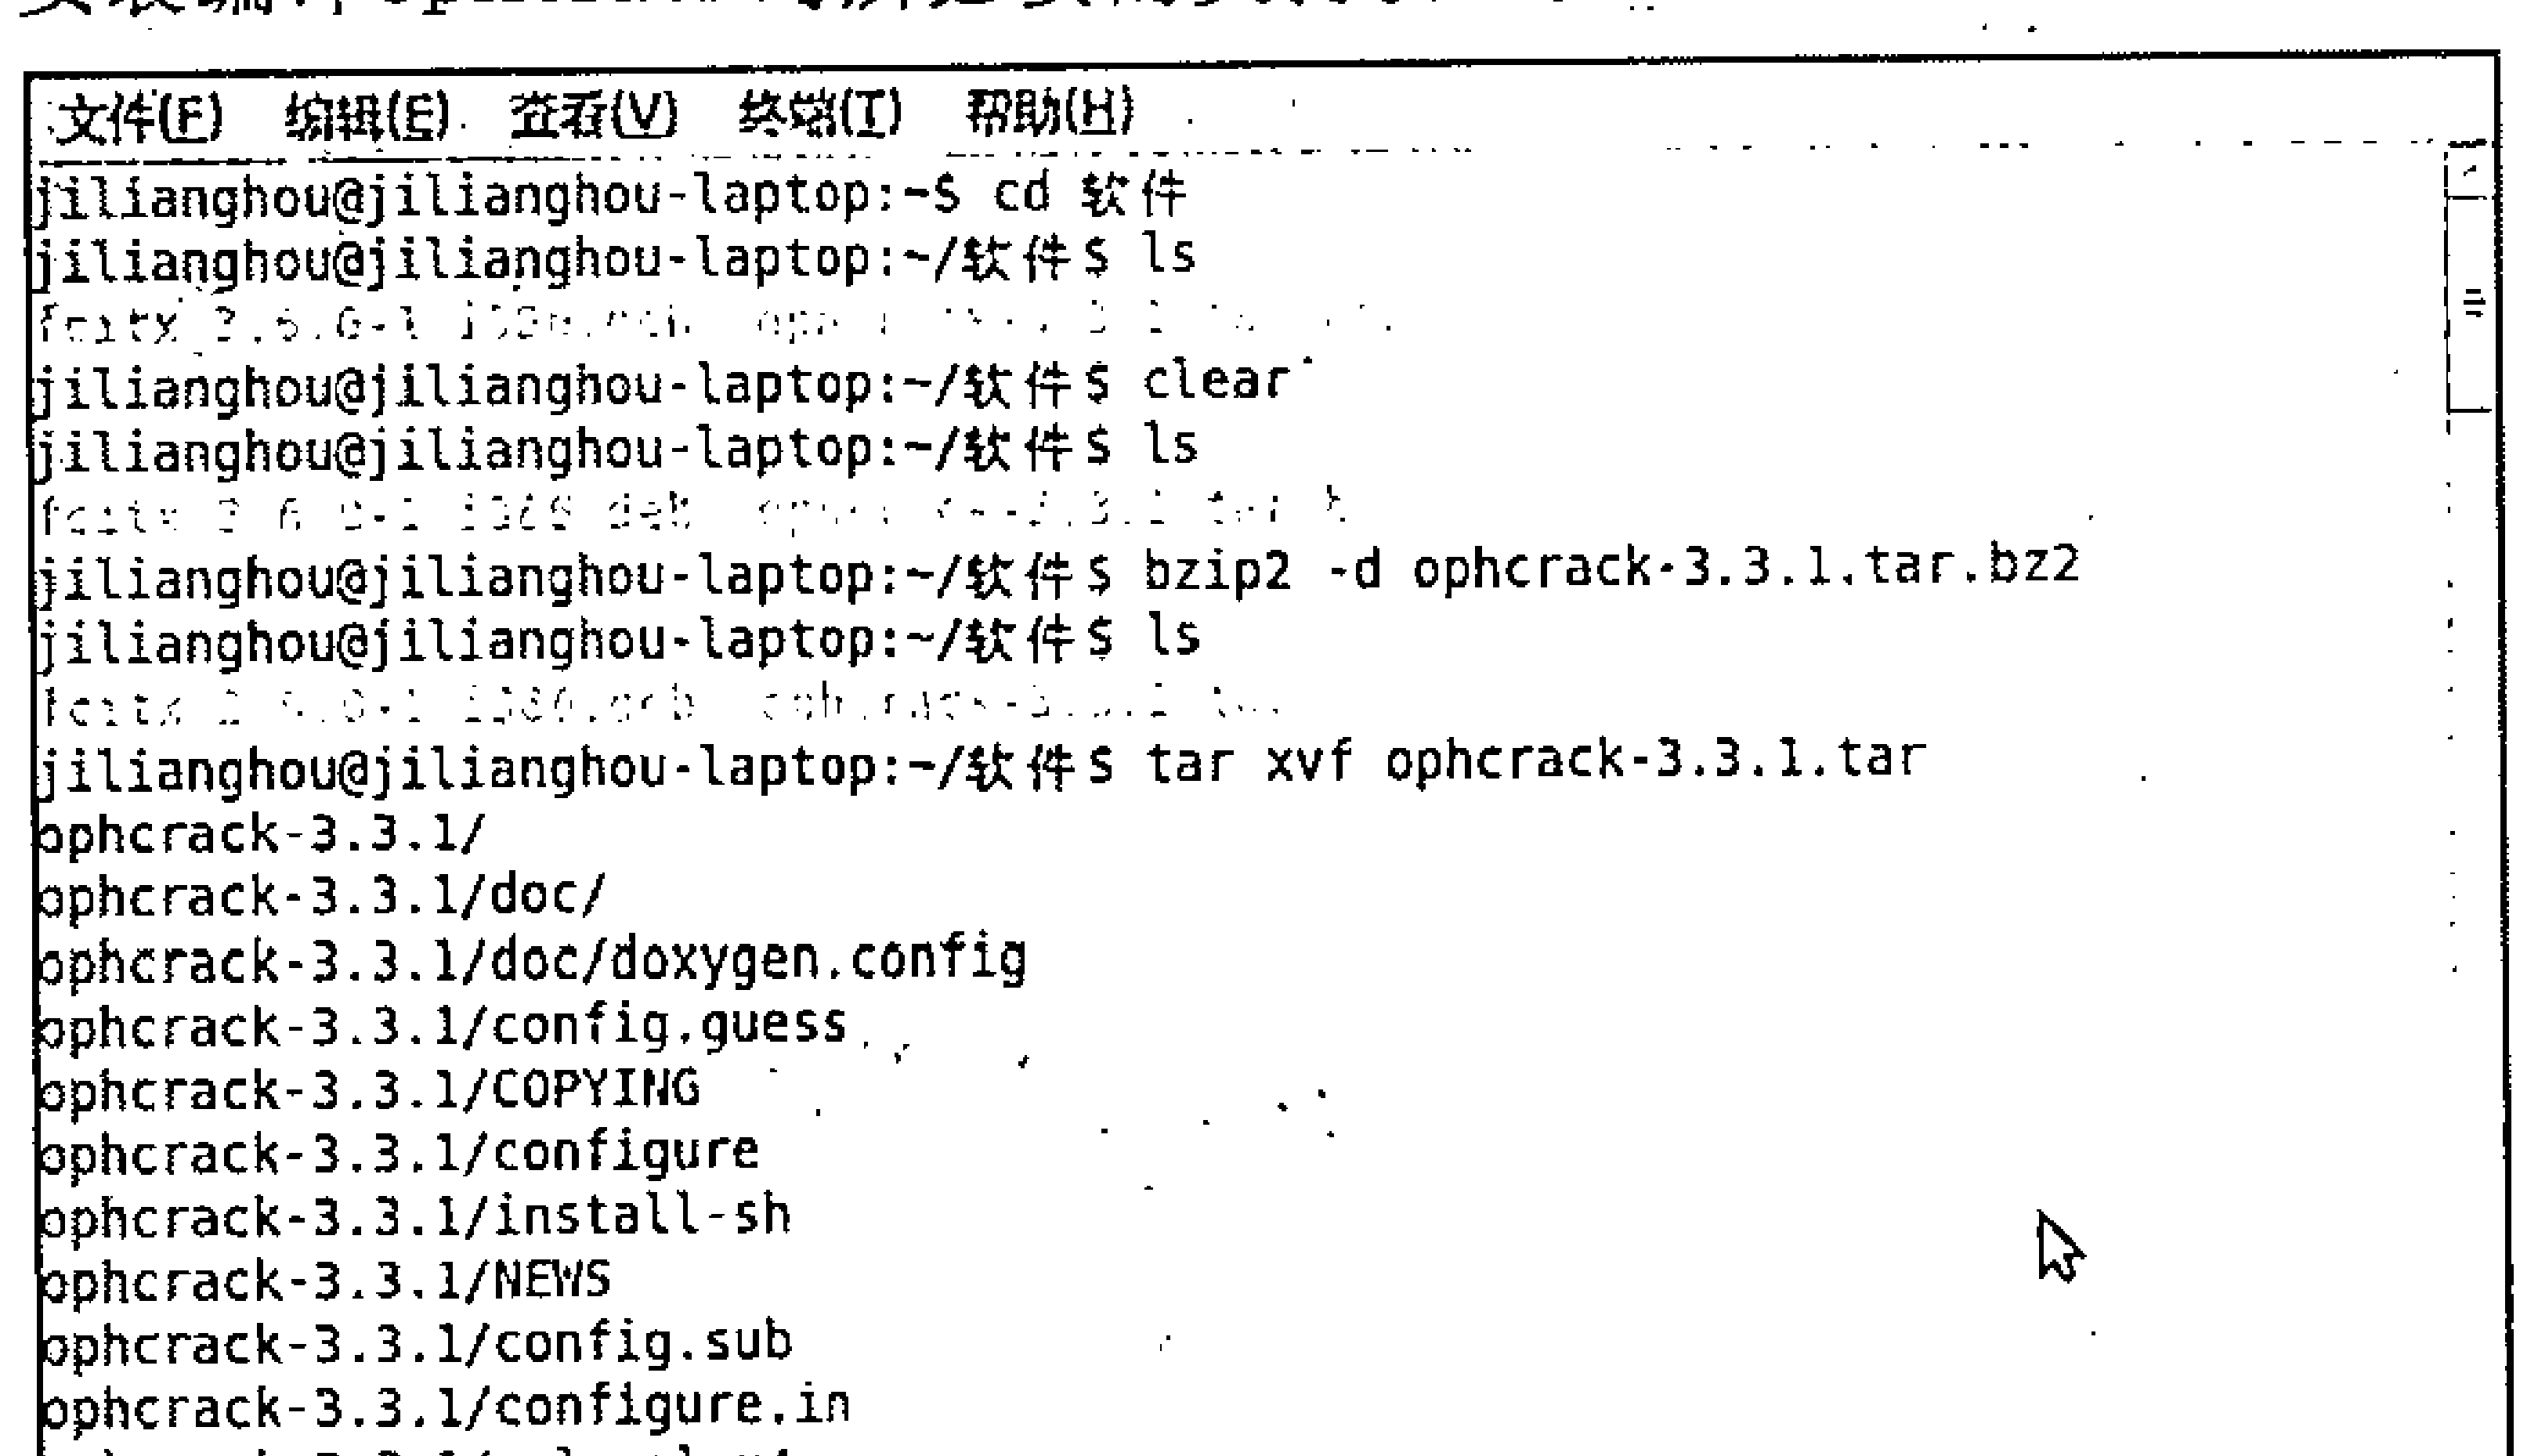 文件(F) 编辑(E) 查看(V) 终端(T) 帮助(H)
jilianghou@jilianghou-laptop:~$ cd 软件
jilianghou@jilianghou-laptop:~/软件$ ls
jilianghou@jilianghou-laptop:~/软件$ clear
jilianghou@jilianghou-laptop:~/软件$ ls
jilianghou@jilianghou-laptop:~/软件$ bzip2 -d ophcrack-3.3.1.tar.bz2
jilianghou@jilianghou-laptop:~/软件$ ls
jilianghou@jilianghou-laptop:~/软件$ tar xvf ophcrack-3.3.1.tar
ophcrack-3.3.1/
ophcrack-3.3.1/doc/
ophcrack-3.3.1/doc/doxygen.config
ophcrack-3.3.1/config.guess
ophcrack-3.3.1/COPYING
ophcrack-3.3.1/configure
ophcrack-3.3.1/install-sh
ophcrack-3.3.1/NEWS
ophcrack-3.3.1/config.sub
ophcrack-3.3.1/configure.in